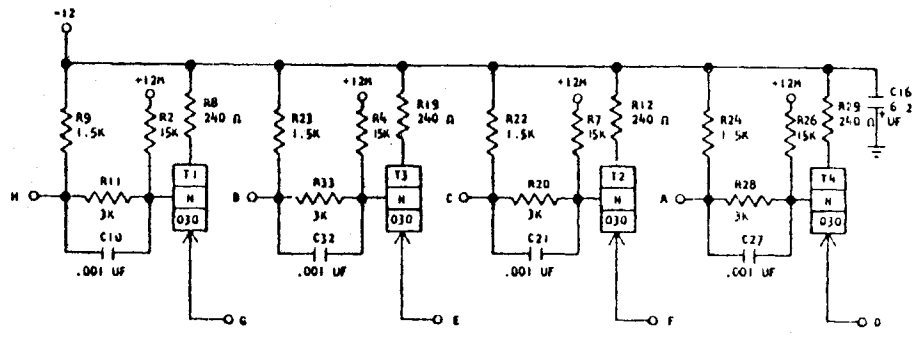 -12
+12M
R9
1.5K
R2
15K
R8
240 Ω
H
R11
3K
C10
.001 UF
T1
N
030
G
+12M
R23
1.5K
R4
15K
R19
240 Ω
B
R33
3K
C32
.001 UF
T3
N
030
E
+12M
R22
1.5K
R7
15K
R12
240 Ω
C
R20
3K
C21
.001 UF
T2
N
030
F
+12M
R24
1.5K
R26
15K
R29
240 Ω
A
R28
3K
C27
.001 UF
T4
N
030
D
C16
6 2
+
UF